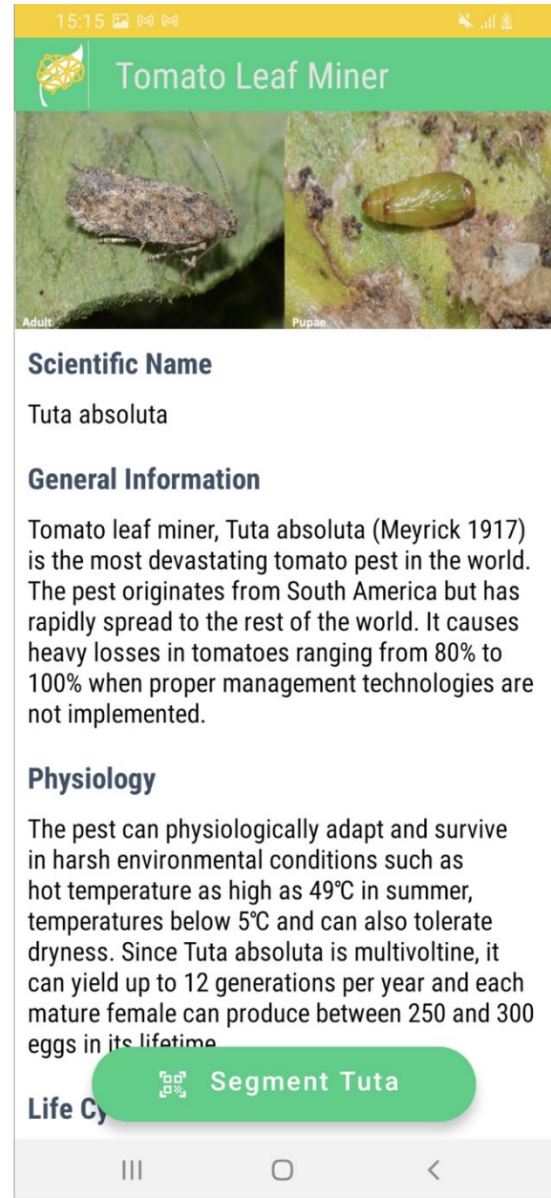 15:15
Tomato Leaf Miner
Adult
Pupae
Scientific Name
Tuta absoluta
General Information
Tomato leaf miner, Tuta absoluta (Meyrick 1917)
is the most devastating tomato pest in the world.
The pest originates from South America but has
rapidly spread to the rest of the world. It causes
heavy losses in tomatoes ranging from 80% to
100% when proper management technologies are
not implemented.
Physiology
The pest can physiologically adapt and survive
in harsh environmental conditions such as
hot temperature as high as 49℃ in summer,
temperatures below 5℃ and can also tolerate
dryness. Since Tuta absoluta is multivoltine, it
can yield up to 12 generations per year and each
mature female can produce between 250 and 300
eggs in its lifetime
Segment Tuta
Life